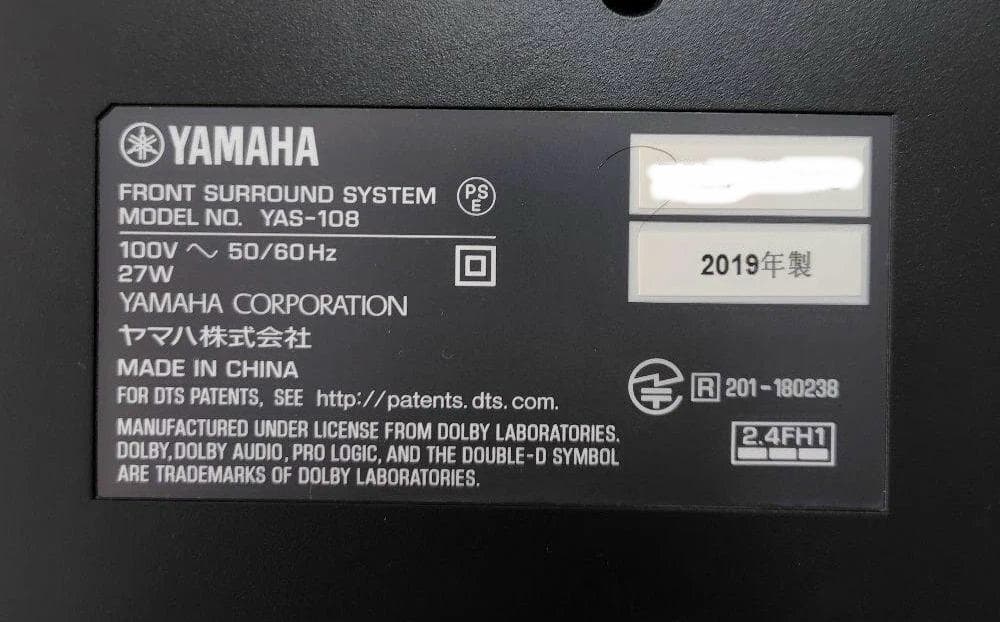 YAMAHA
FRONT SURROUND SYSTEM
MODEL NO. YAS-108
PS
E
100V ～ 50/60Hz
27W
YAMAHA CORPORATION
ヤマハ株式会社
MADE IN CHINA
FOR DTS PATENTS, SEE http://patents.dts.com.
MANUFACTURED UNDER LICENSE FROM DOLBY LABORATORIES.
DOLBY,DOLBY AUDIO,PRO LOGIC,AND THE DOUBLE-D SYMBOL
ARE TRADEMARKS OF DOLBY LABORATORIES.
2019年製
R 201-180238
2.4FH1